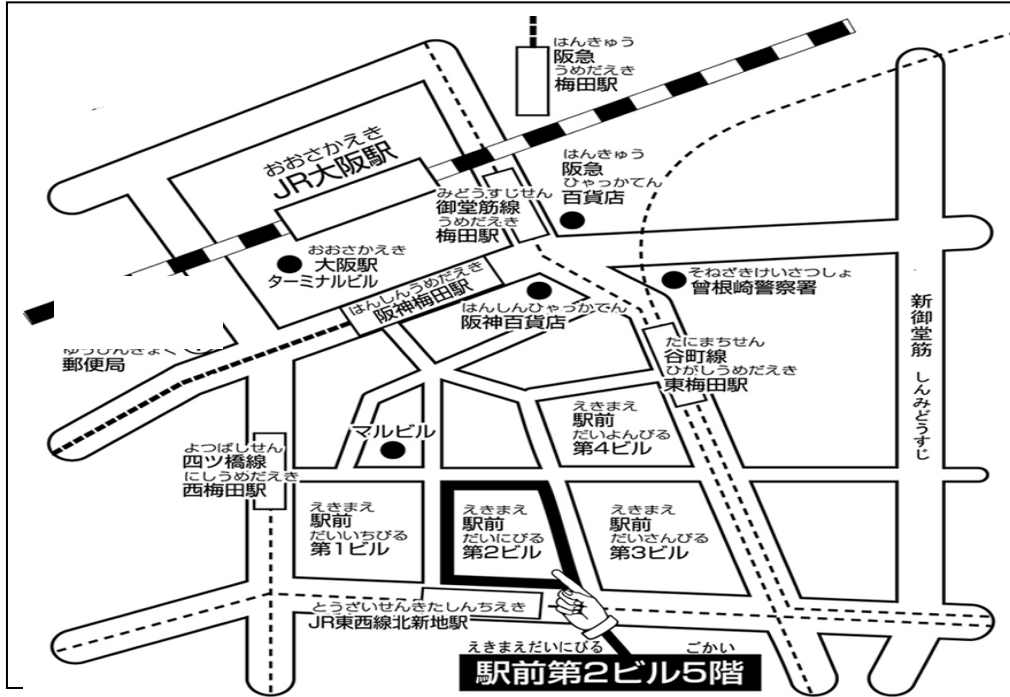 はんきゅう
阪急
うめだえき
梅田駅
おおさかえき
JR大阪駅
はんきゅう
阪急
ひゃっかてん
百貨店
みどうすじせん
御堂筋線
うめだえき
梅田駅
おおさかえき
大阪駅
ターミナルビル
はんしんうめだえき
阪神梅田駅
はんしんひゃっかてん
阪神百貨店
そねざきけいさつしょ
曾根崎警察署
新御堂筋 しんみどうすじ
ゆうびんきょく
郵便局
たにまちせん
谷町線
ひがしうめだえき
東梅田駅
えきまえ
駅前
だいよんびる
第4ビル
マルビル
よつばしせん
四ツ橋線
にしうめだえき
西梅田駅
えきまえ
駅前
だいいちびる
第1ビル
えきまえ
駅前
だいにびる
第2ビル
えきまえ
駅前
だいさんびる
第3ビル
とうざいせんきたしんちえき
JR東西線北新地駅
えきまえだいにびる ごかい
駅前第2ビル5階